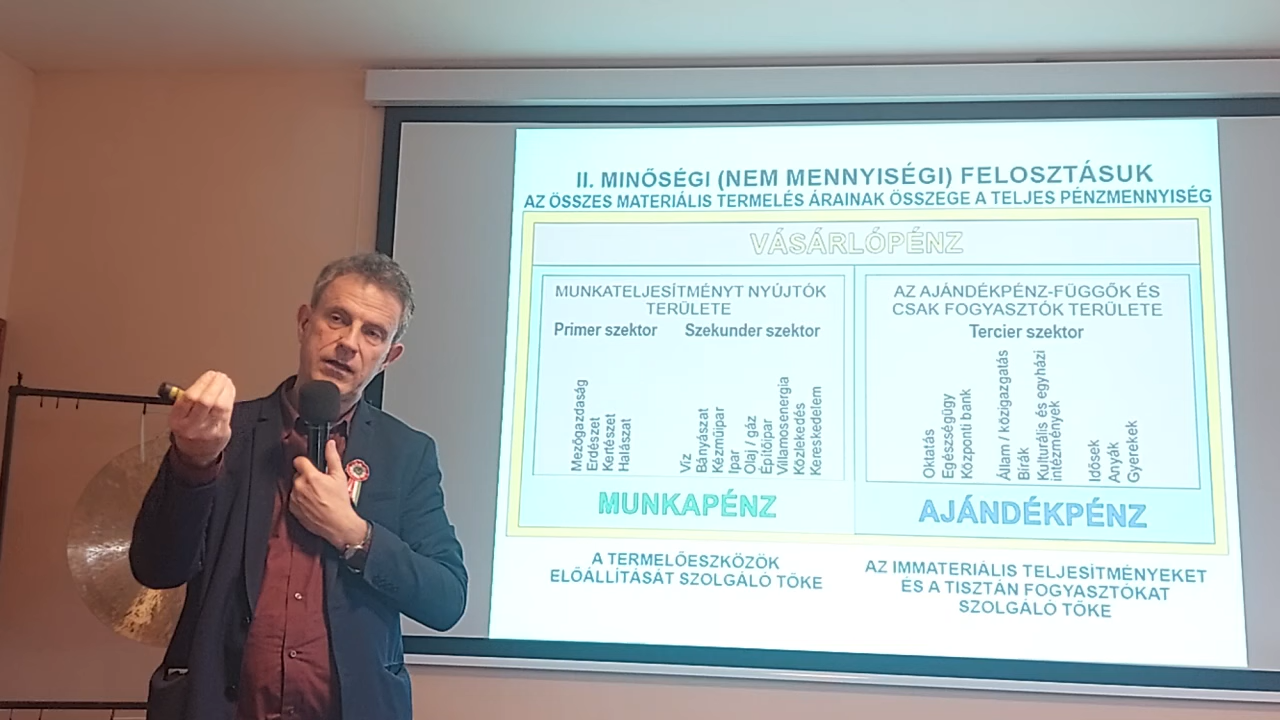 II. MINŐSÉGI (NEM MENNYISÉGI) FELOSZTÁSUK
AZ ÖSSZES MATERIÁLIS TERMELÉS ÁRAINAK ÖSSZEGE A TELJES PÉNZMENNYISÉG
VÁSÁRLÓPÉNZ
MUNKATELJESÍTMÉNYT NYÚJTÓK
TERÜLETE
Primer szektor
Szekunder szektor
Mezőgazdaság
Erdészet
Kertészet
Halászat
Víz
Bányászat
Kézműipar
Ipar
Olaj / gáz
Építőipar
Villamosenergia
Közlekedés
Kereskedelem
MUNKAPÉNZ
AZ AJÁNDÉKPÉNZ-FÜGGŐK ÉS
CSAK FOGYASZTÓK TERÜLETE
Tercier szektor
Oktatás
Egészségügy
Központi bank
Állam / közigazgatás
Bírák
Kulturális és egyházi
intézmények
Idősek
Anyák
Gyerekek
AJÁNDÉKPÉNZ
A TERMELŐESZKÖZÖK
ELŐÁLLÍTÁSÁT SZOLGÁLÓ TŐKE
AZ IMMATERIÁLIS TELJESÍTMÉNYEKET
ÉS A TISZTÁN FOGYASZTÓKAT
SZOLGÁLÓ TŐKE